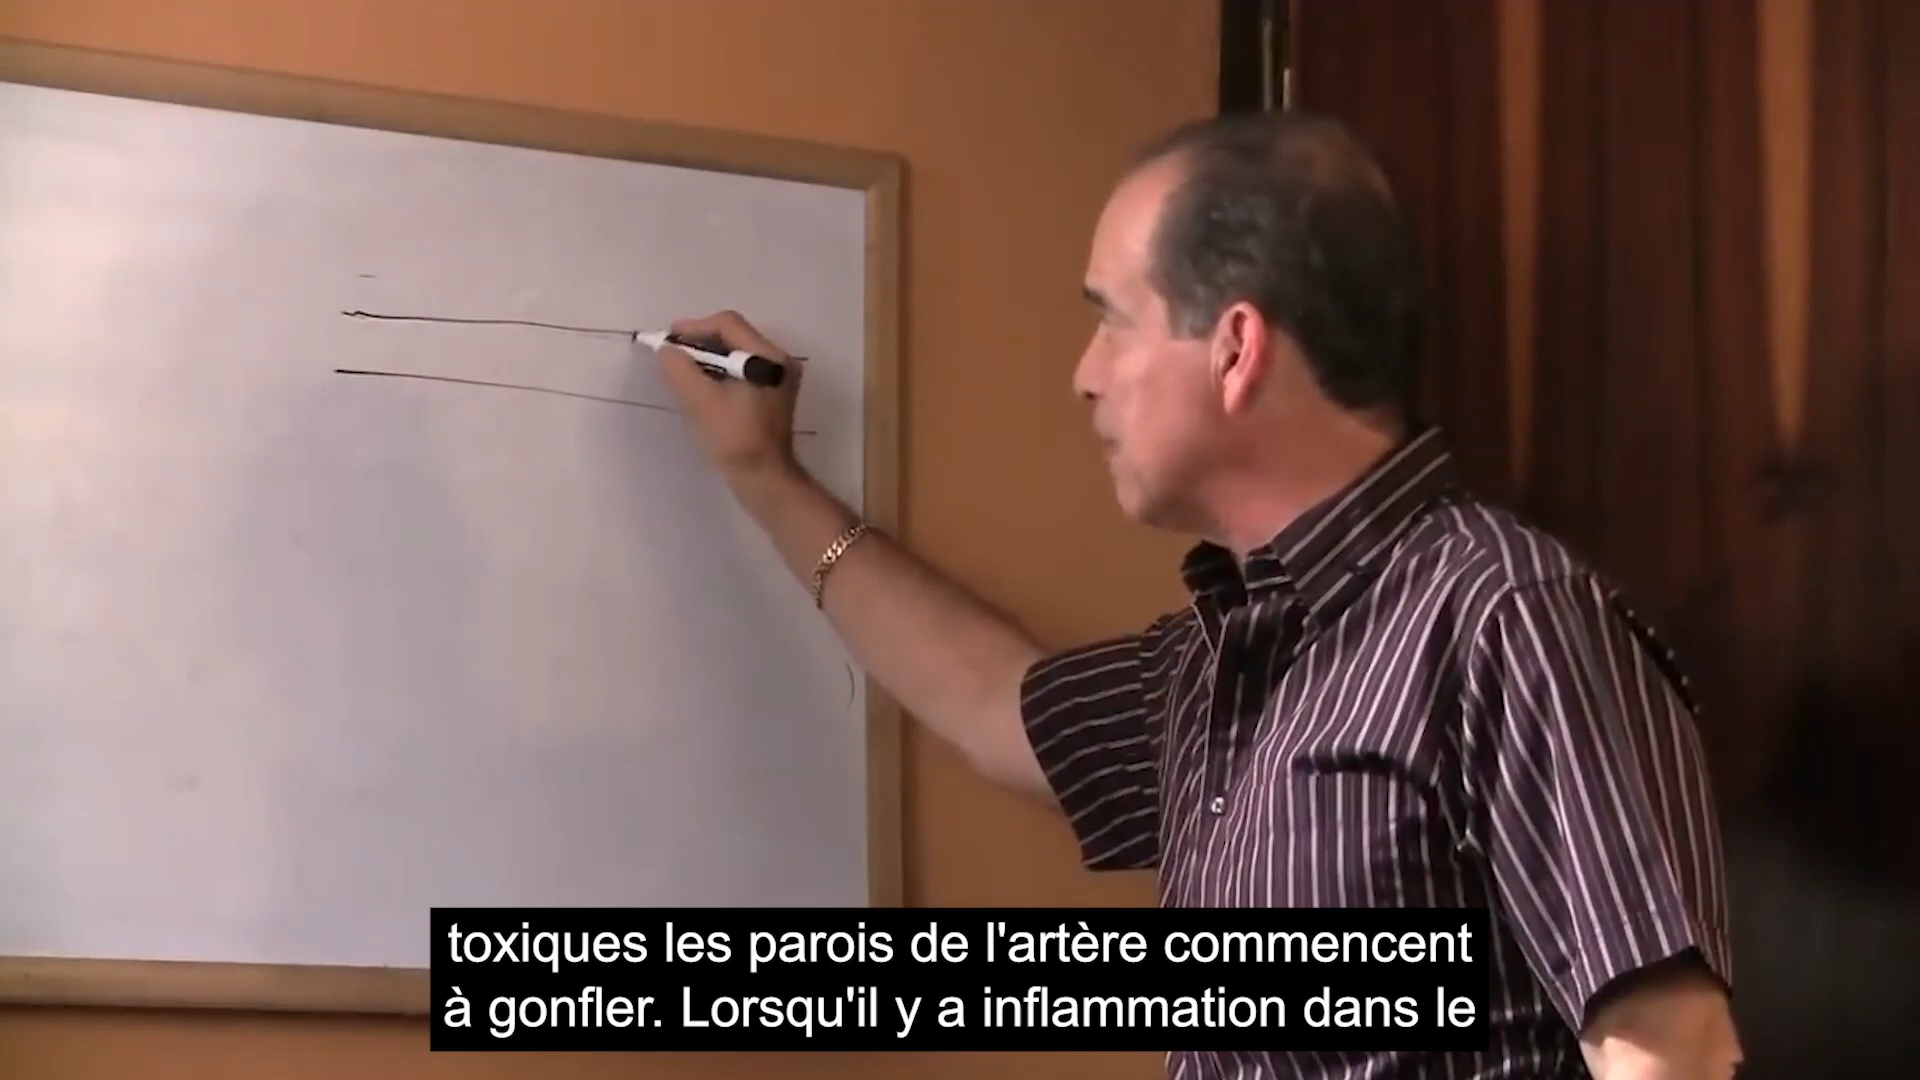 toxiques les parois de l'artère commencent
à gonfler. Lorsqu'il y a inflammation dans le